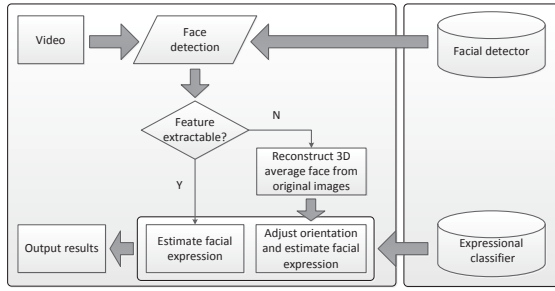 Video
Face
detection
Facial detector
Feature
extractable?
N
Y
Reconstruct 3D
average face from
original images
Output results
Estimate facial
expression
Adjust orientation
and estimate facial
expression
Expressional
classifier